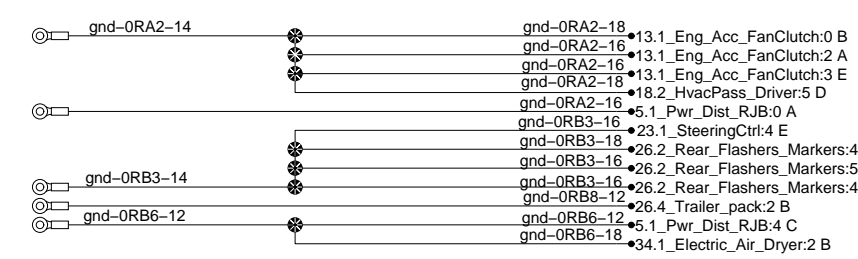 gnd–0RA2–14 gnd–0RA2–18 13.1_Eng_Acc_FanClutch:0 B
gnd–0RA2–16 13.1_Eng_Acc_FanClutch:2 A
gnd–0RA2–16 13.1_Eng_Acc_FanClutch:3 E
gnd–0RA2–18 18.2_HvacPass_Driver:5 D
gnd–0RA2–16 5.1_Pwr_Dist_RJB:0 A
gnd–0RB3–16 23.1_SteeringCtrl:4 E
gnd–0RB3–18 26.2_Rear_Flashers_Markers:4
gnd–0RB3–16 26.2_Rear_Flashers_Markers:5
gnd–0RB3–14 gnd–0RB3–16 26.2_Rear_Flashers_Markers:4
gnd–0RB8–12 26.4_Trailer_pack:2 B
gnd–0RB6–12 gnd–0RB6–12 5.1_Pwr_Dist_RJB:4 C
gnd–0RB6–18 34.1_Electric_Air_Dryer:2 B